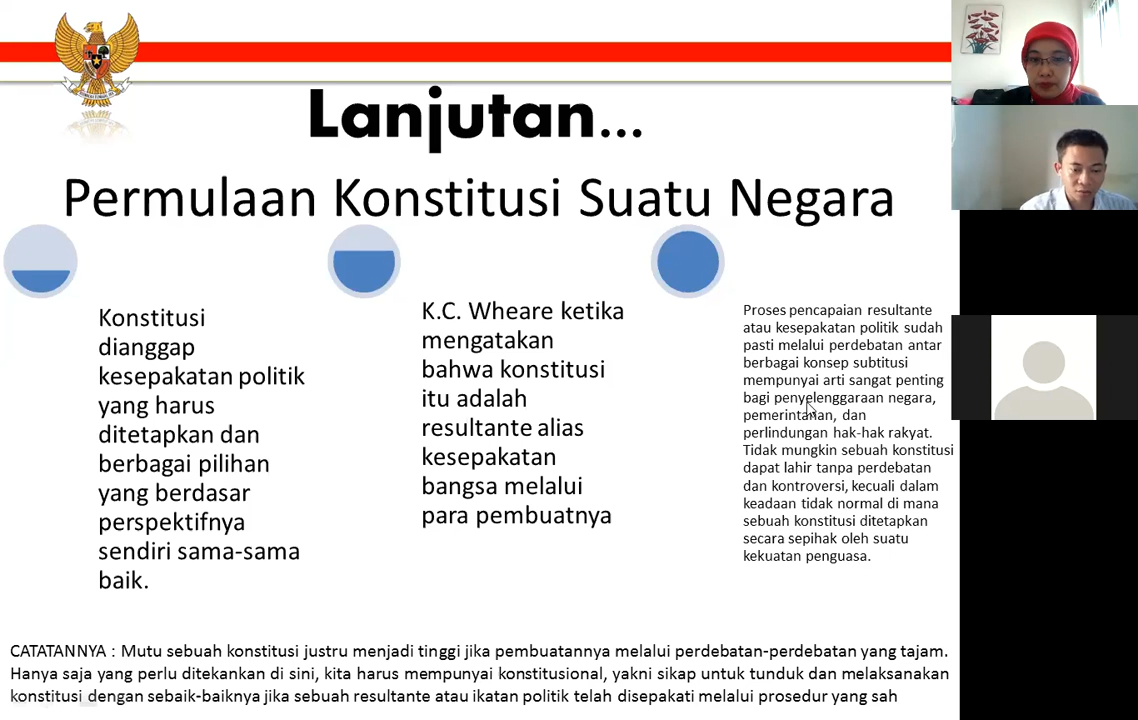 Lanjutan...
Permulaan Konstitusi Suatu Negara
Konstitusi
dianggap
kesepakatan politik
yang harus
ditetapkan dan
berbagai pilihan
yang berdasar
perspektifnya
sendiri sama-sama
baik.
K.C. Wheare ketika
mengatakan
bahwa konstitusi
itu adalah
resultante alias
kesepakatan
bangsa melalui
para pembuatnya
Proses pencapaian resultante
atau kesepakatan politik sudah
pasti melalui perdebatan antar
berbagai konsep subtitusi
mempunyai arti sangat penting
bagi penyelenggaraan negara,
pemerintahan, dan
perlindungan hak-hak rakyat.
Tidak mungkin sebuah konstitusi
dapat lahir tanpa perdebatan
dan kontroversi, kecuali dalam
keadaan tidak normal di mana
sebuah konstitusi ditetapkan
secara sepihak oleh suatu
kekuatan penguasa.
CATATANNYA : Mutu sebuah konstitusi justru menjadi tinggi jika pembuatannya melalui perdebatan-perdebatan yang tajam.
Hanya saja yang perlu ditekankan di sini, kita harus mempunyai konstitusional, yakni sikap untuk tunduk dan melaksanakan
konstitusi dengan sebaik-baiknya jika sebuah resultante atau ikatan politik telah disepakati melalui prosedur yang sah